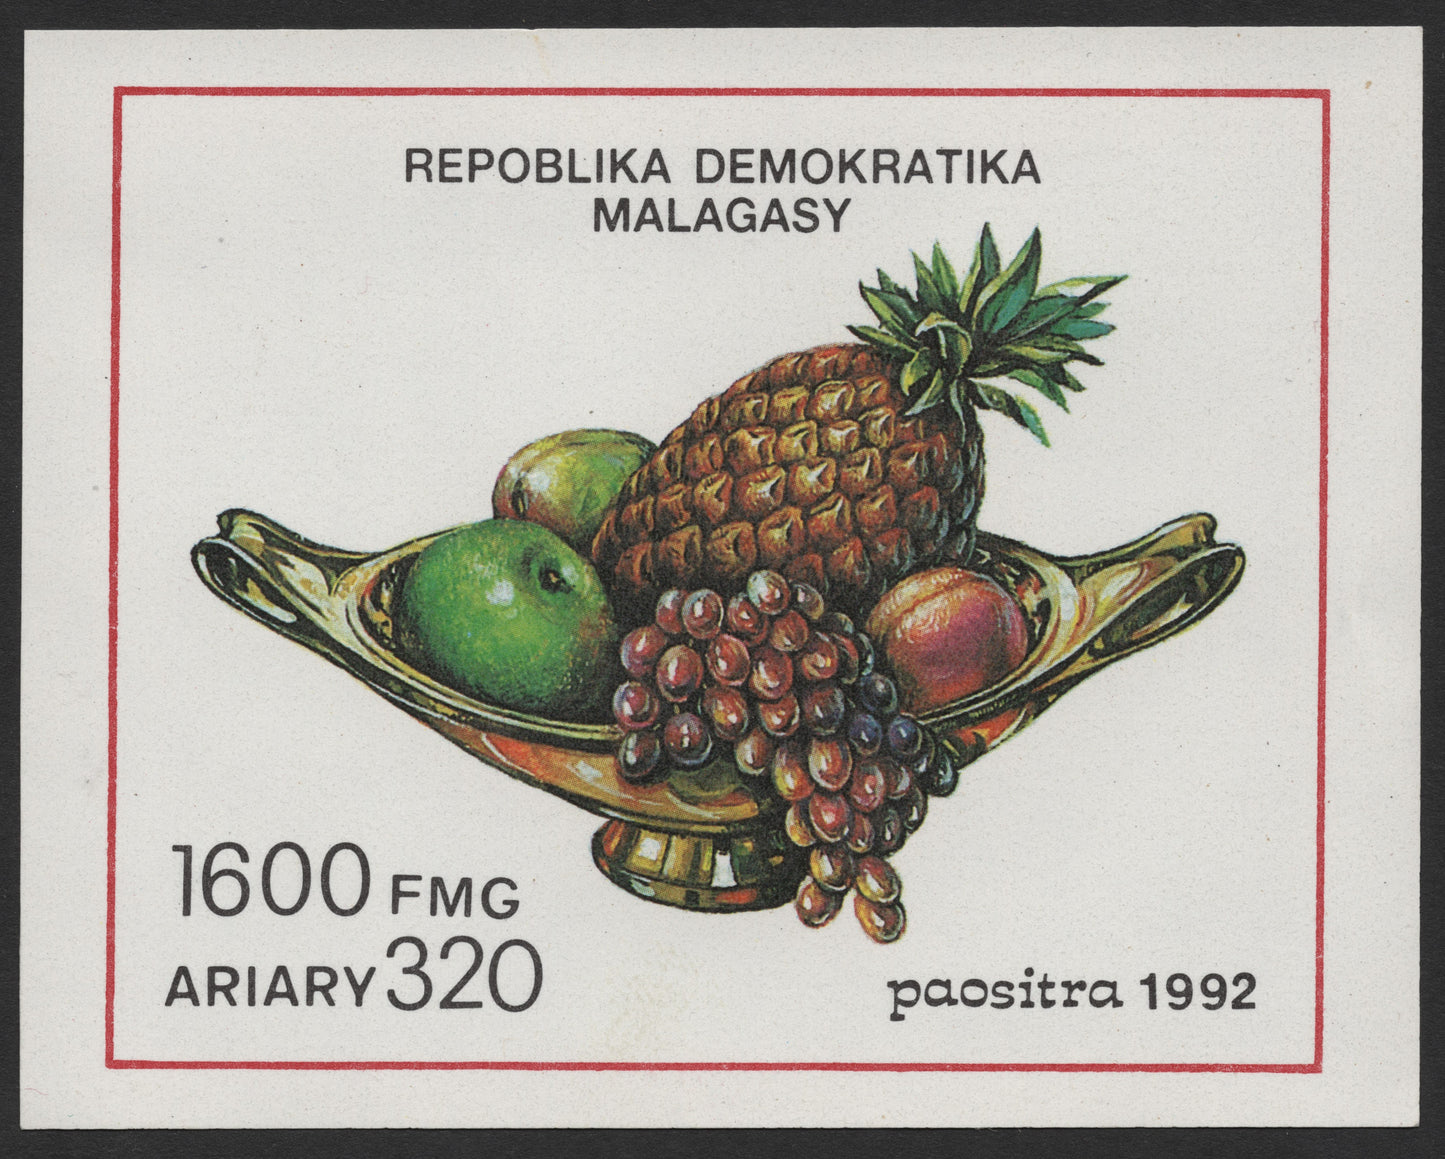 REPOBLIKA DEMOKRATIKA
MALAGASY
1600 FMG
ARIARY 320
paositra 1992